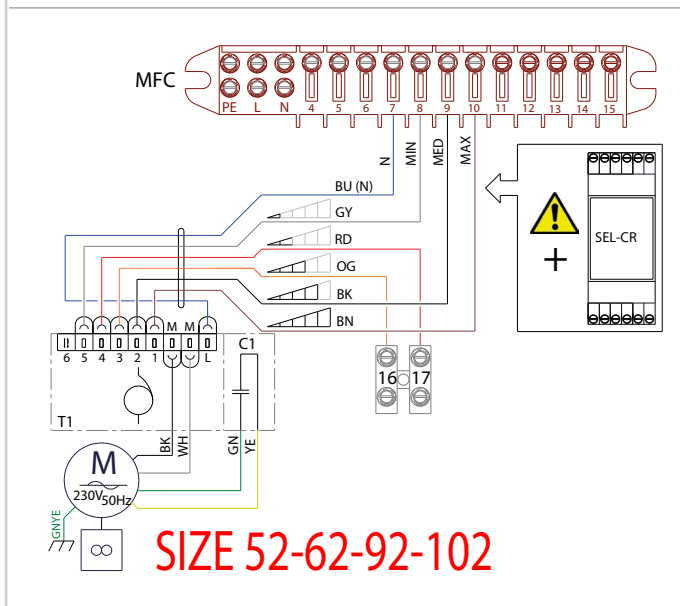 MFC
PE L N 4 5 6 7 8 9 10 11 12 13 14 15
N
MIN
MED
MAX
BU (N)
GY
RD
OG
BK
BN
SEL-CR
+
M M
6 5 4 3 2 1 L
C1
16 17
T1
BK
WH
GN
YE
M
230V 50Hz
GNYE
SIZE 52-62-92-102